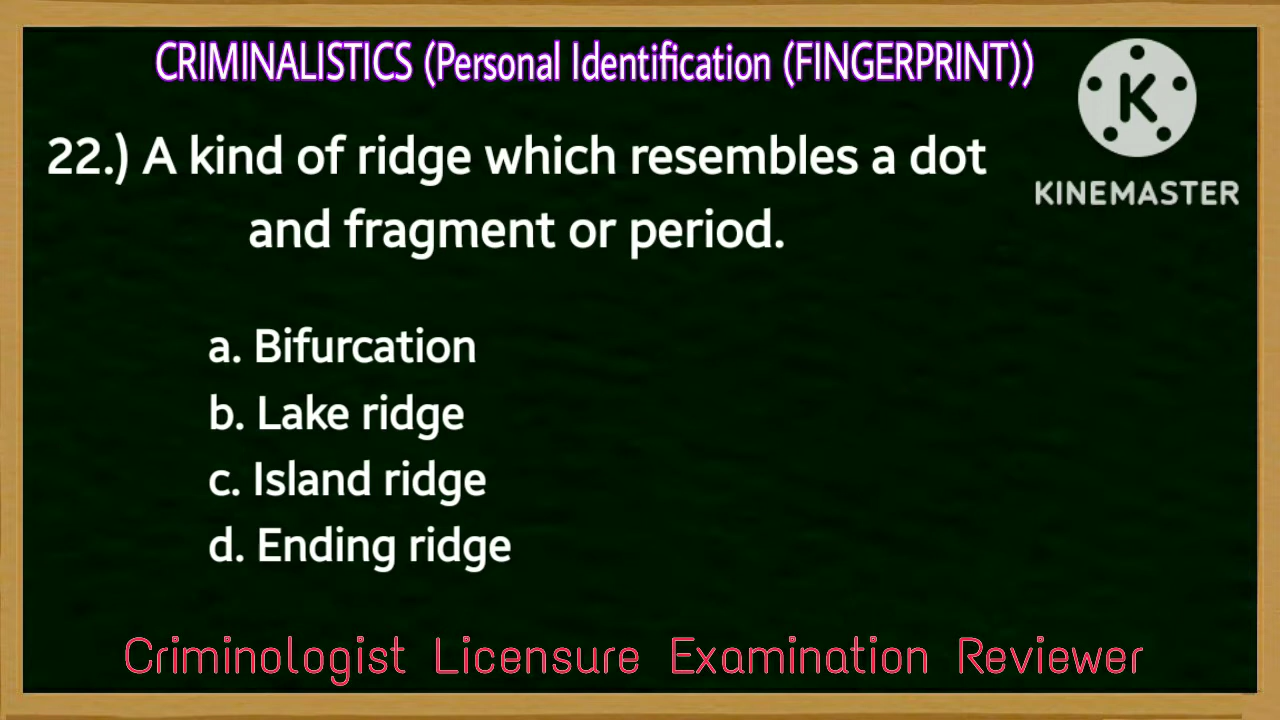 CRIMINALISTICS (Personal Identification (FINGERPRINT))
K
KINEMASTER
22.) A kind of ridge which resembles a dot
and fragment or period.
a. Bifurcation
b. Lake ridge
c. Island ridge
d. Ending ridge
Criminologist Licensure Examination Reviewer